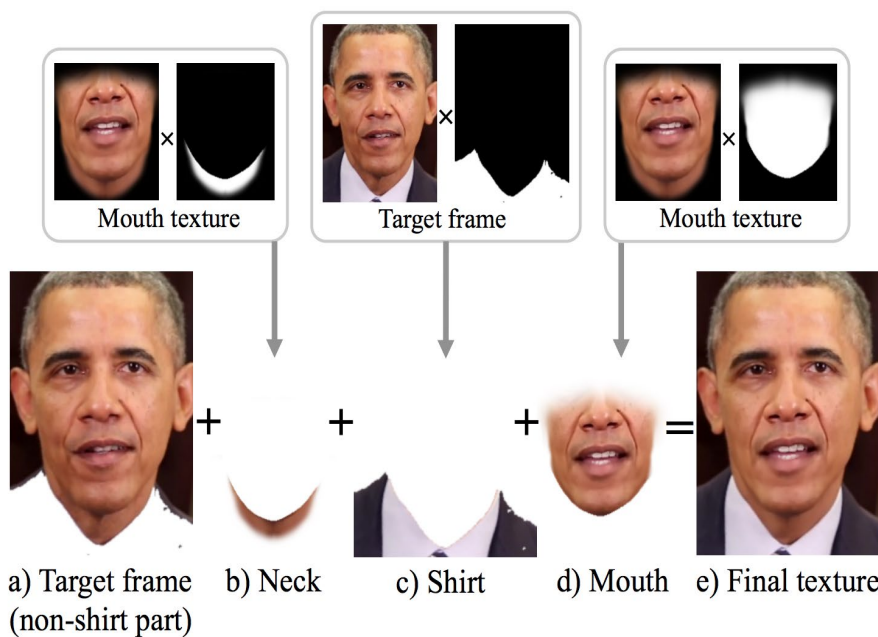 ×
Mouth texture
×
Target frame
×
Mouth texture
+
+
+
=
a) Target frame
(non-shirt part)
b) Neck
c) Shirt
d) Mouth
e) Final texture